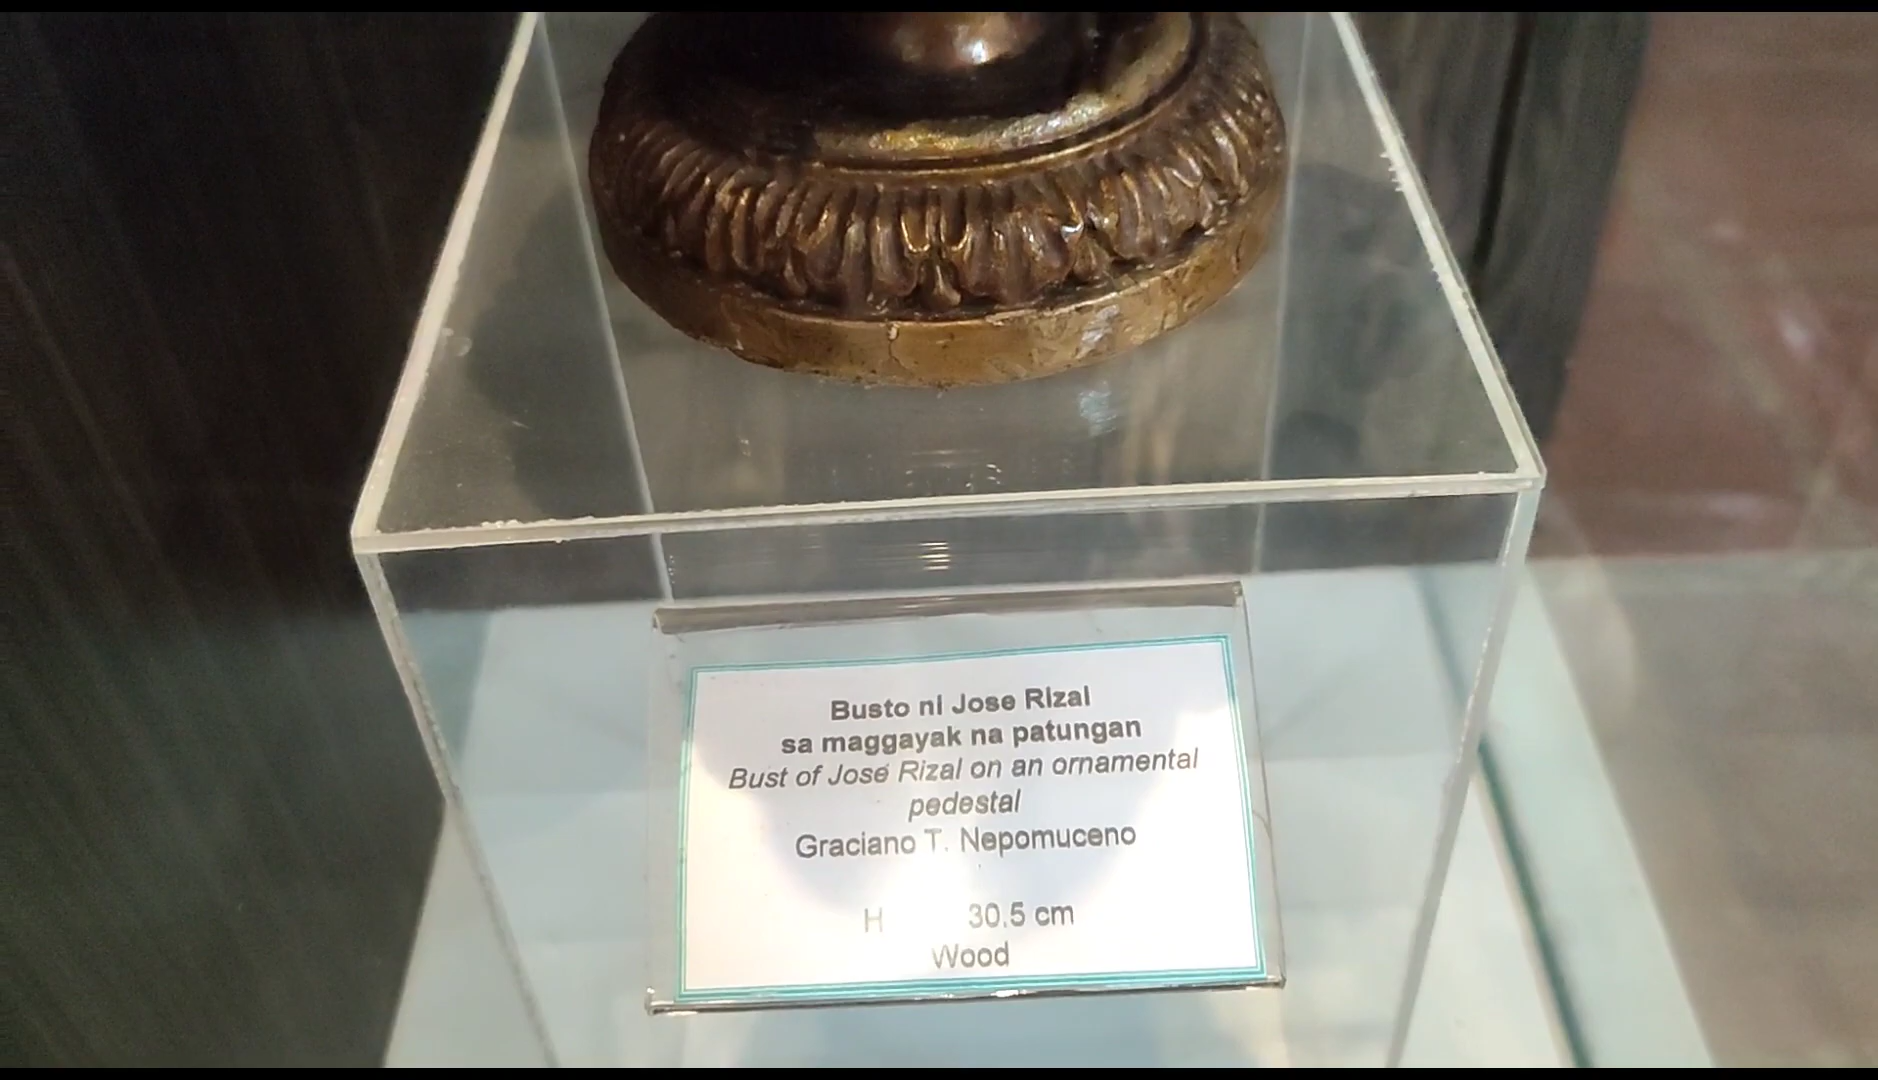 Busto ni Jose Rizal
sa maggayak na patungan
Bust of Jose Rizal on an ornamental
pedestal
Graciano T. Nepomuceno
H 30.5 cm
Wood